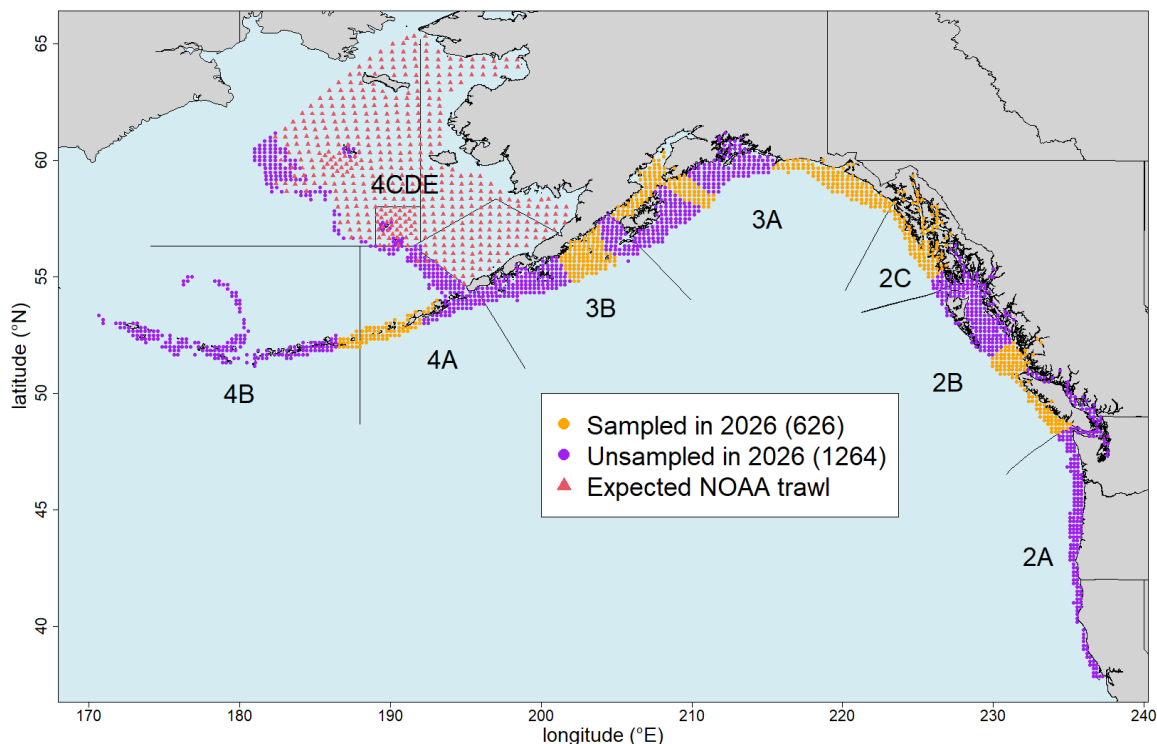 65
60
55
50
45
40
latitude (°N)
4CDE
3A
2C
3B
4A
4B
2B
2A
Sampled in 2026 (626)
Unsampled in 2026 (1264)
Expected NOAA trawl
170
180
190
200
210
220
230
240
longitude (°E)